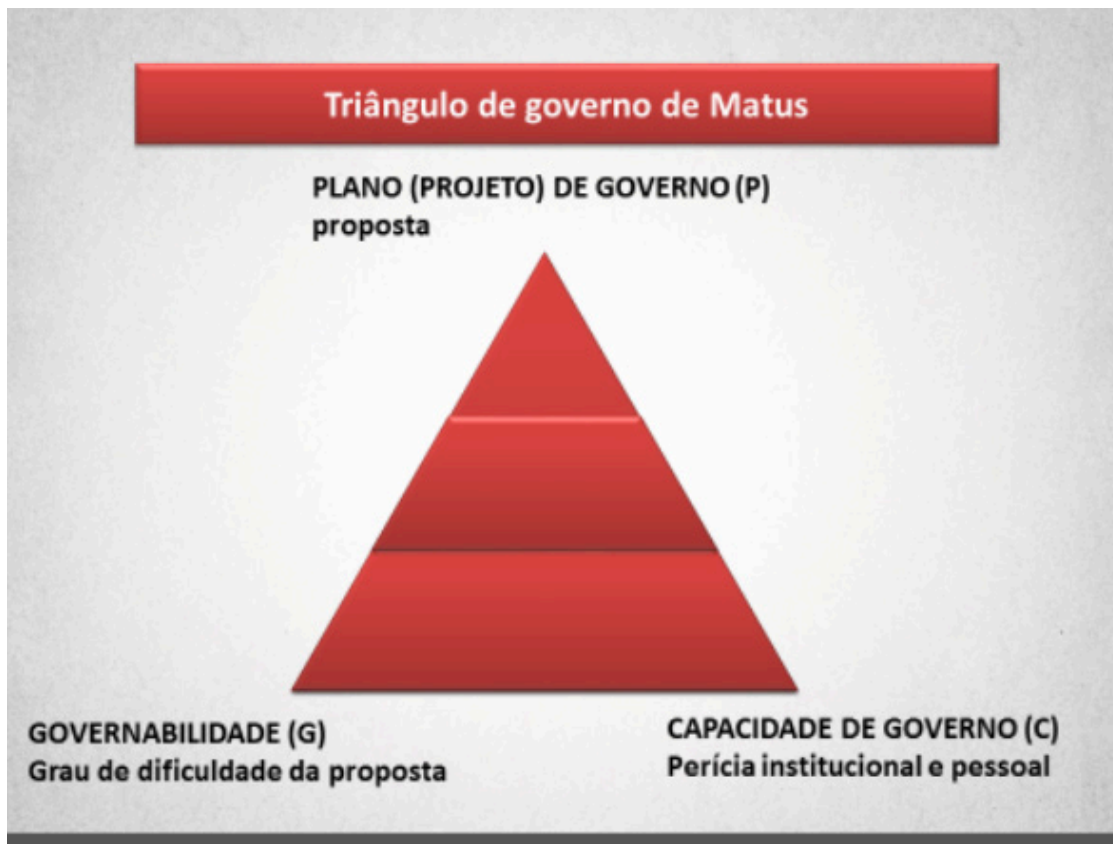 Triângulo de governo de Matus
PLANO (PROJETO) DE GOVERNO (P)
proposta
GOVERNABILIDADE (G)
Grau de dificuldade da proposta
CAPACIDADE DE GOVERNO (C)
Perícia institucional e pessoal